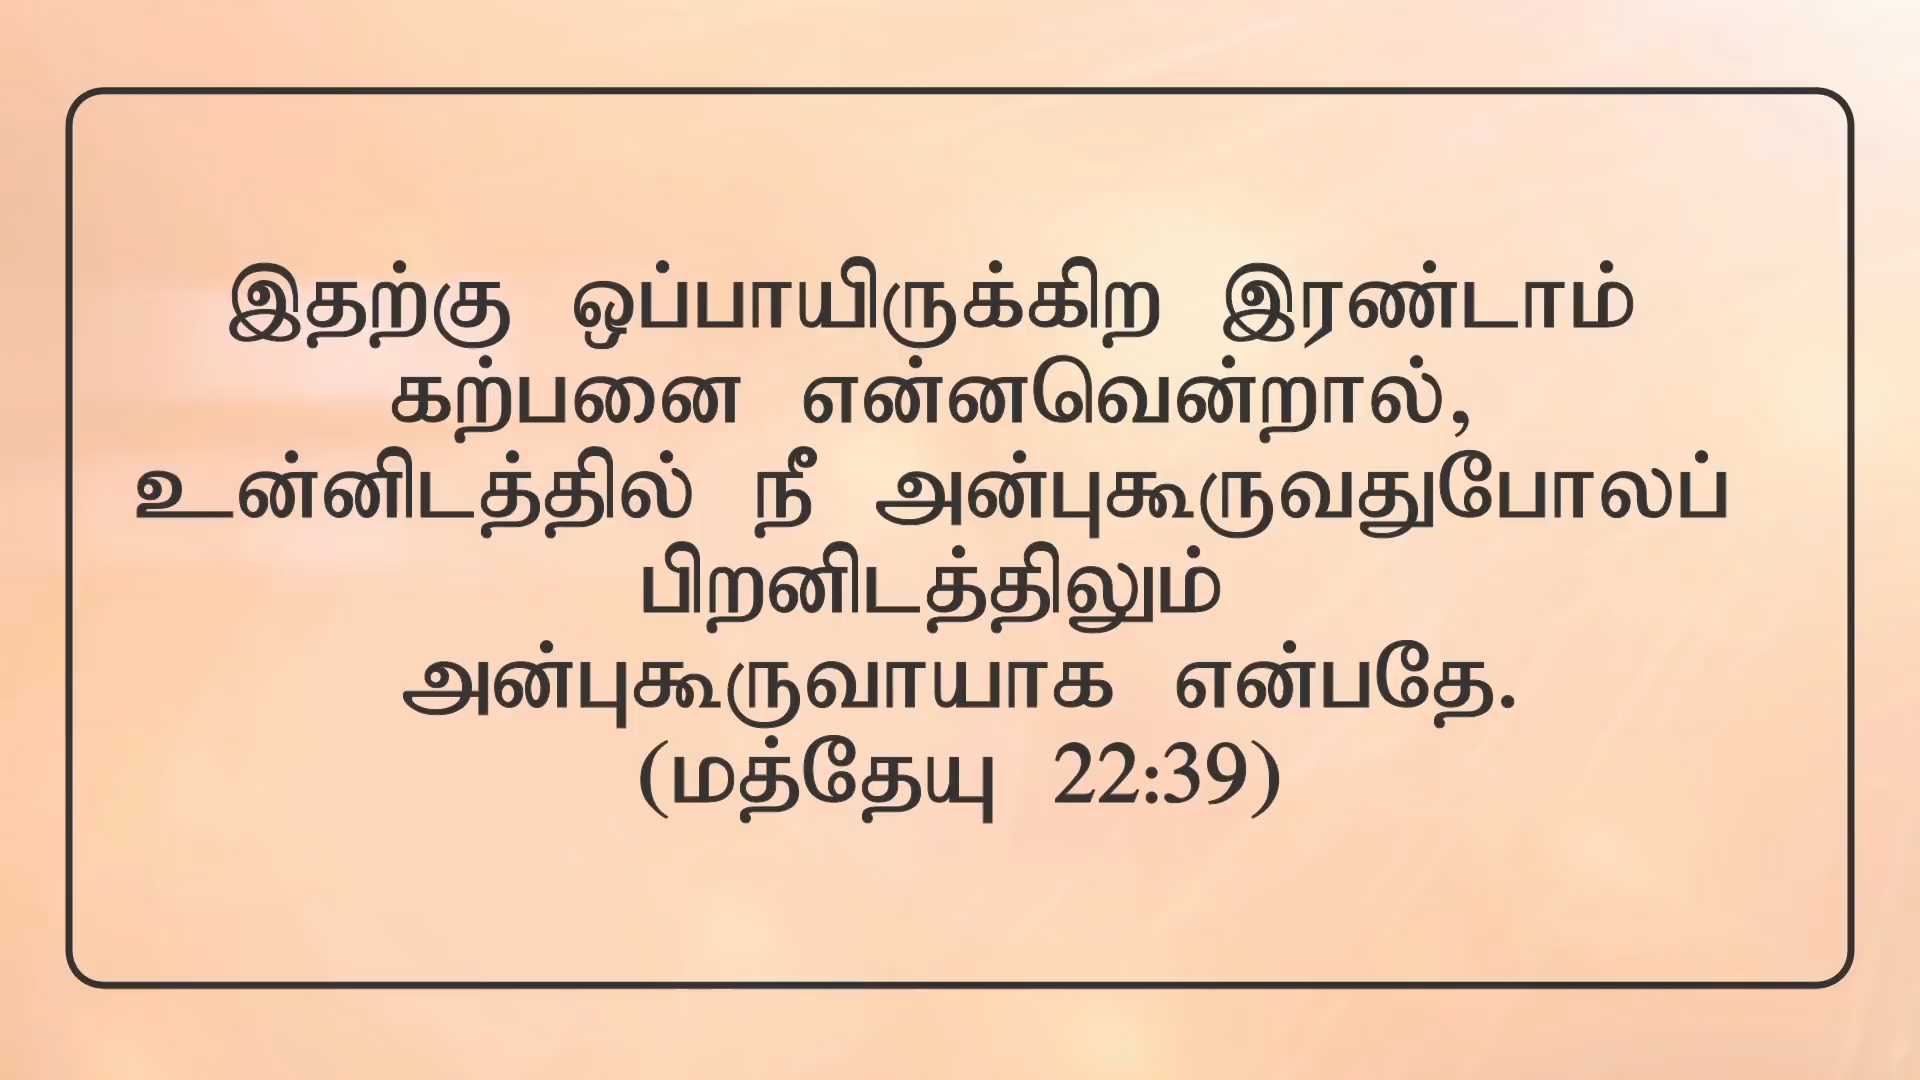 இதற்கு ஒப்பாயிருக்கிற இரண்டாம்
கற்பனை என்னவென்றால்,
உன்னிடத்தில் நீ அன்புகூருவதுபோலப்
பிறனிடத்திலும்
அன்புகூருவாயாக என்பதே.
(மத்தேயு 22:39)